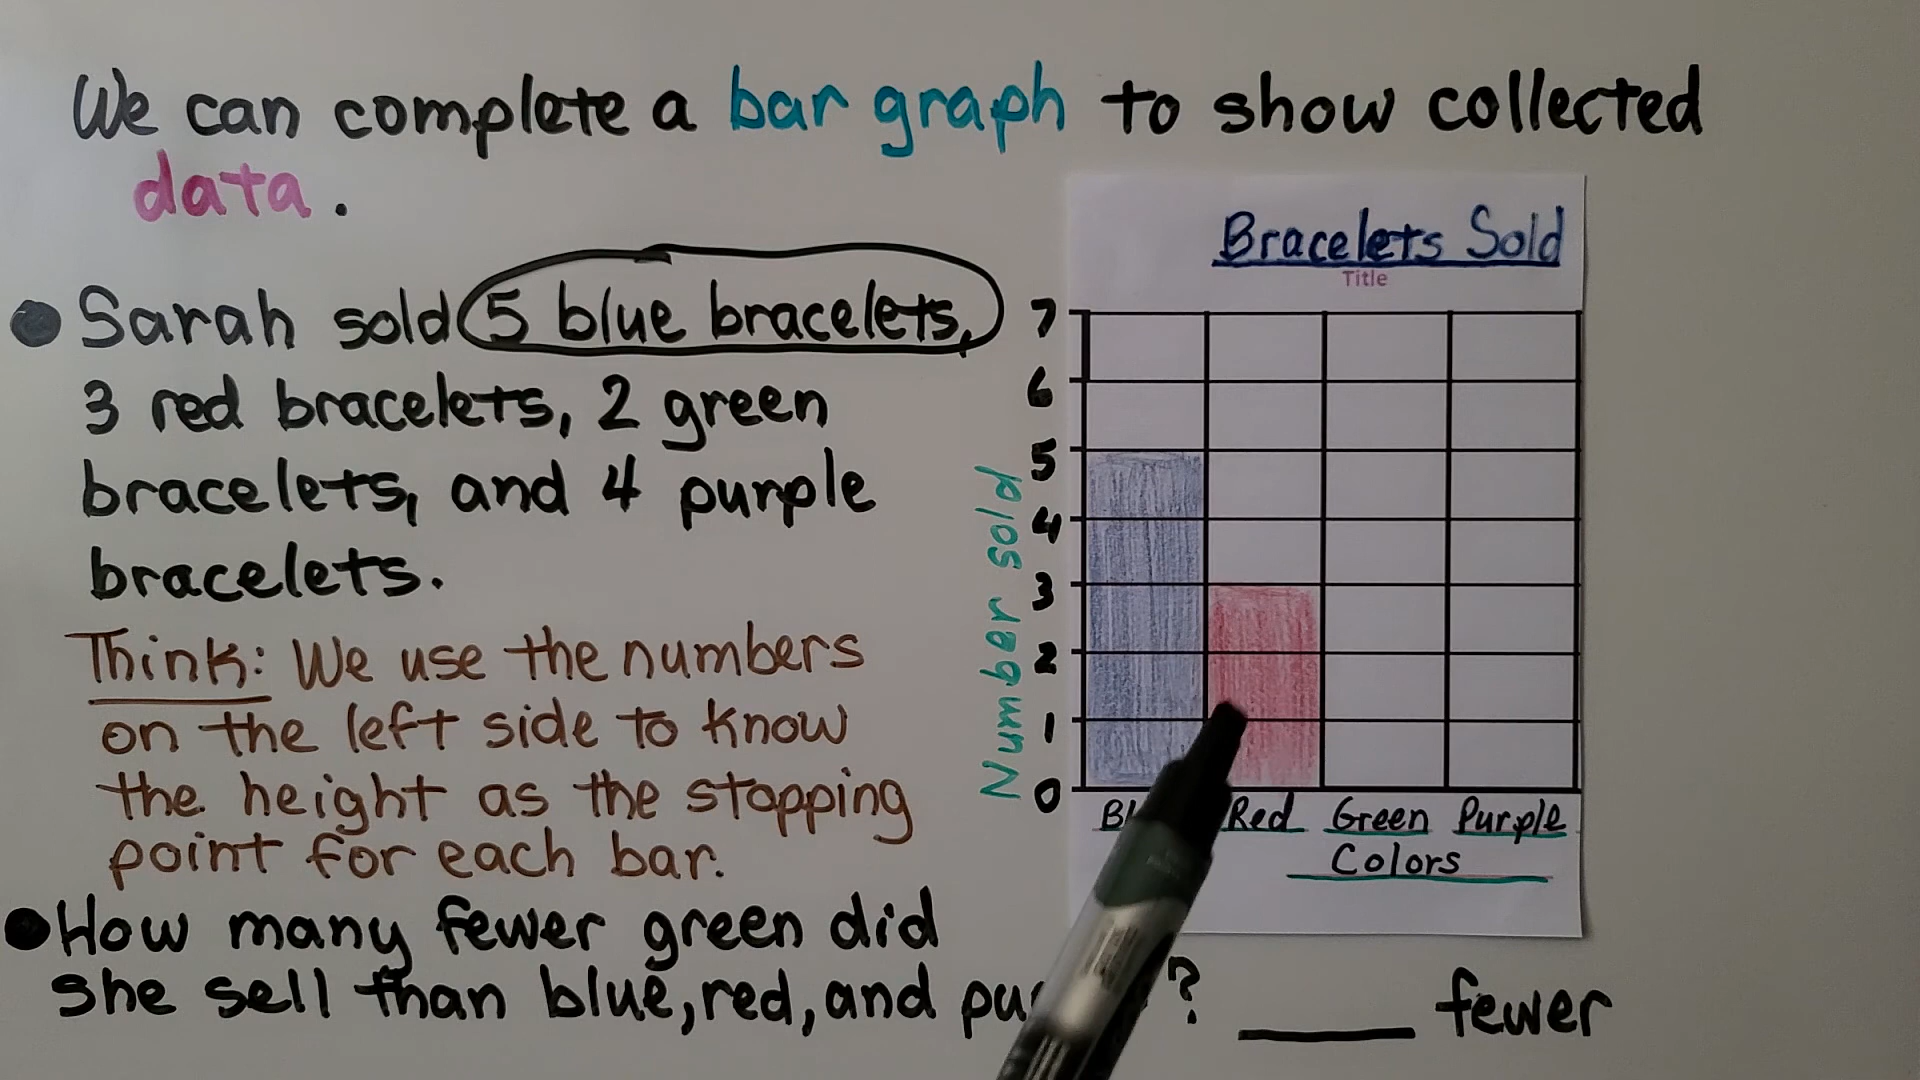 We can complete a bar graph to show collected
data.
Sarah sold 5 blue bracelets,
3 red bracelets, 2 green
bracelets, and 4 purple
bracelets.
Think: We use the numbers
on the left side to know
the height as the stopping
point for each bar.
How many fewer green did
she sell than blue, red, and ? ____ fewer
Bracelets Sold
Title
7
6
5
4
3
2
1
0
Number sold
Red Green Purple
Colors